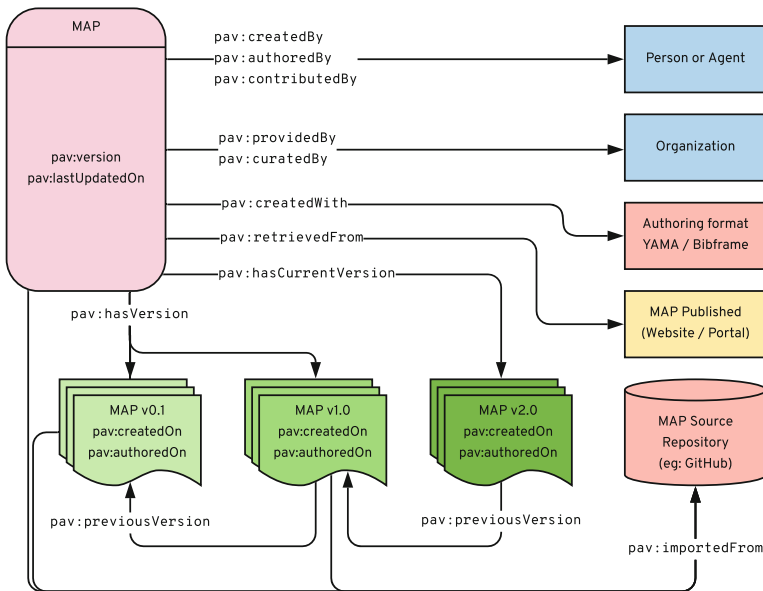 MAP
pav:version
pav:lastUpdatedOn
pav:createdBy
pav:authoredBy
pav:contributedBy
Person or Agent
pav:providedBy
pav:curatedBy
Organization
pav:createdWith
Authoring format
YAMA / Bibframe
pav:retrievedFrom
MAP Published
(Website / Portal)
pav:hasCurrentVersion
pav:hasVersion
MAP v0.1
pav:createdOn
pav:authoredOn
MAP v1.0
pav:createdOn
pav:authoredOn
MAP v2.0
pav:createdOn
pav:authoredOn
MAP Source
Repository
(eg: GitHub)
pav:previousVersion
pav:previousVersion
pav:importedFrom